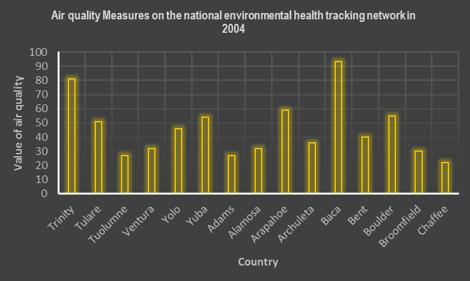 Air quality Measures on the national environmental health tracking network in
2004
Value of air quality
100
90
80
70
60
50
40
30
20
10
0
Trinity
Tulare
Tuolumne
Ventura
Yolo
Yuba
Adams
Alamosa
Arapahoe
Archuleta
Baca
Bent
Boulder
Broomfield
Chaffee
Country